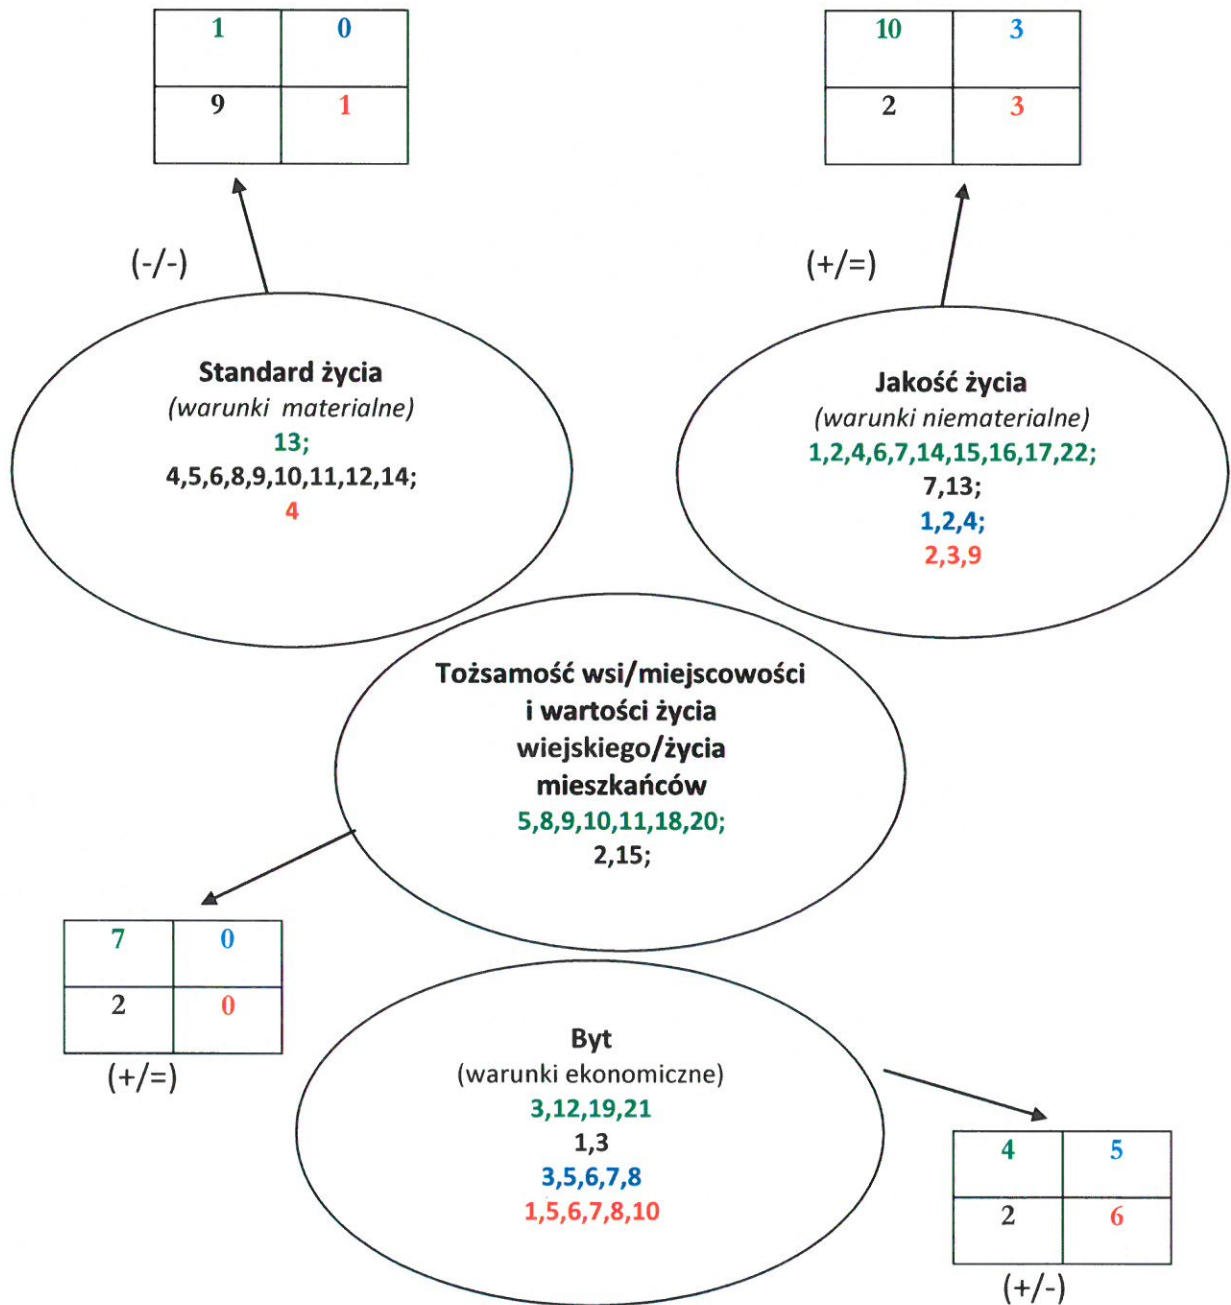 1 0
9 1
10 3
2 3
(-/-)
(+/=)
Standard życia
(warunki materialne)
13;
4,5,6,8,9,10,11,12,14;
4
Jakość życia
(warunki niematerialne)
1,2,4,6,7,14,15,16,17,22;
7,13;
1,2,4;
2,3,9
Tożsamość wsi/miejscowości
i wartości życia
wiejskiego/życia
mieszkańców
5,8,9,10,11,18,20;
2,15;
7 0
2 0
(+/=)
Byt
(warunki ekonomiczne)
3,12,19,21
1,3
3,5,6,7,8
1,5,6,7,8,10
4 5
2 6
(+/-)